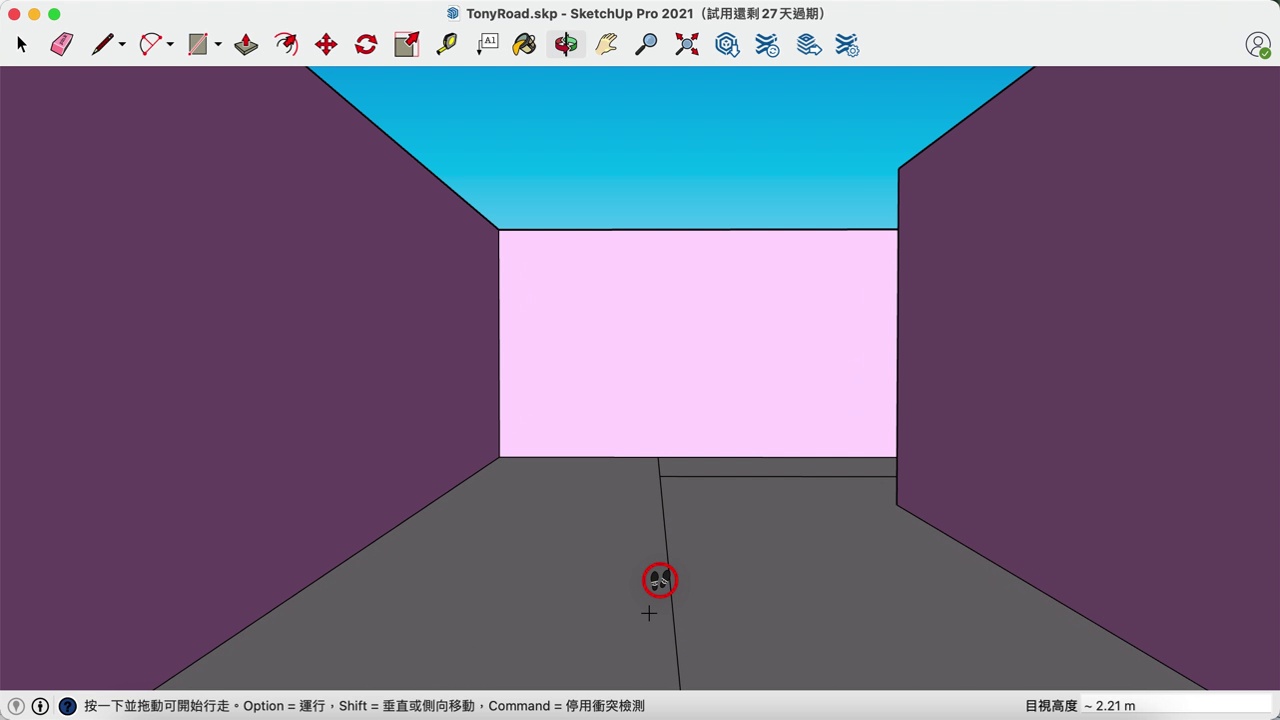 TonyRoad.skp - SketchUp Pro 2021（試用還剩 27 天過期）
A1
按一下並拖動可開始行走。Option = 運行，Shift = 垂直或側向移動，Command = 停用衝突檢測
目視高度 ~ 2.21 m